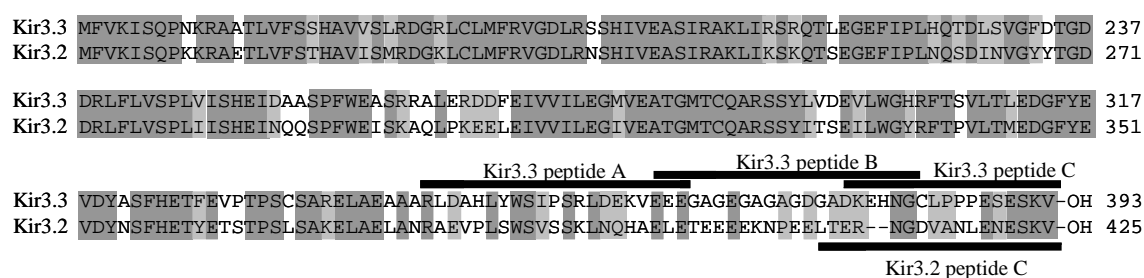 Kir3.3 MFVKISQPNKRAATLVFSSHAVVSLRDGRLCLMFRVGDLRSSHIVEASIRAKLIRSRQTLEGEFIPLHQTDLSVGFDTGD 237
Kir3.2 MFVKISQPKKRAETLVFSTHAVISMRDGKLCLMFRVGDLRNSHIVEASIRAKLIKSKQTSEGEFIPLNQSDINVGYYTGD 271
Kir3.3 DRLFLVSPLVISHEIDAASPFWEASRRALERDDFEIVVILEGMVEATGMTCQARSSYLVDEVLWGHRFTSVLTLEDGFYE 317
Kir3.2 DRLFLVSPLIISHEINQQSPFWEISKAQLPKEELEIVVILEGIVEATGMTCQARSSYITSEILWGYRFTPVLTMEDGFYE 351
Kir3.3 peptide A Kir3.3 peptide B Kir3.3 peptide C
Kir3.3 VDYASFHETFEVPTPSCSARELAEAAARLDAHLYWSIPSRLDEKVEEEGAGEGAGAGDGADKEHNGCLPPPESESKV-OH 393
Kir3.2 VDYNSFHETYETSTPSLSAKELAELANRAEVPLSWSVSSKLNQHAELETEEEEKNPEELTER--NGDVANLENESKV-OH 425
Kir3.2 peptide C